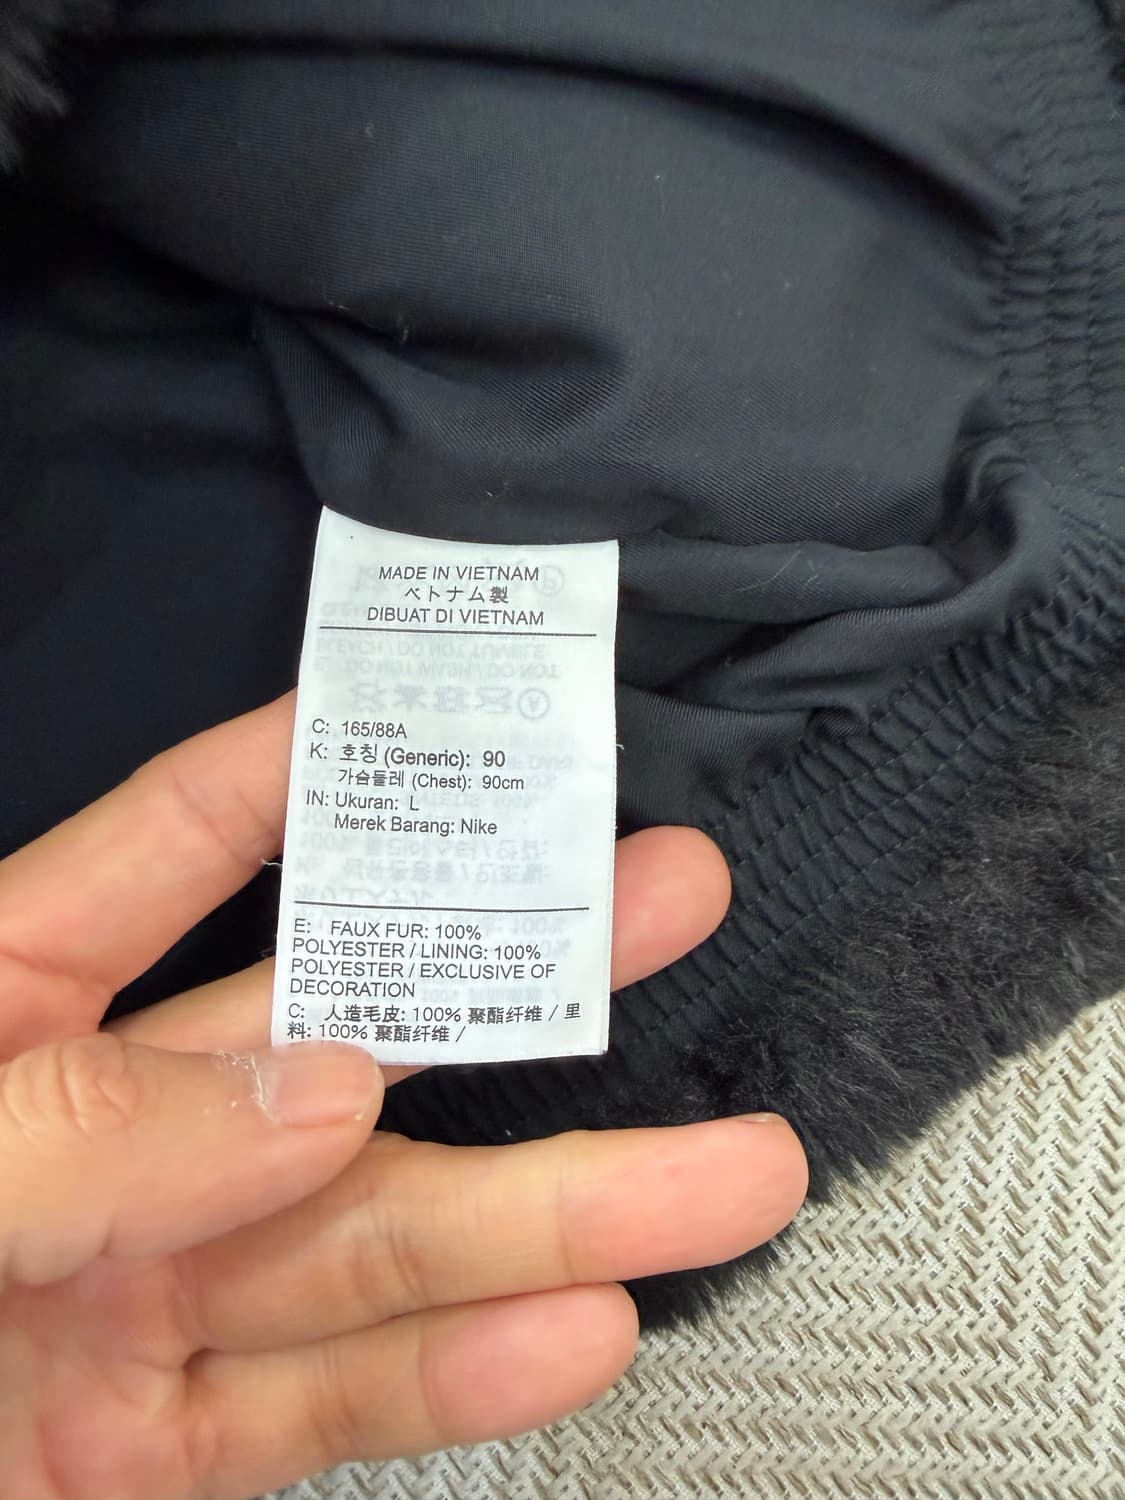 MADE IN VIETNAM
ベトナム製
DIBUAT DI VIETNAM
C: 165/88A
K: 호칭 (Generic): 90
가슴둘레 (Chest): 90cm
IN: Ukuran: L
Merek Barang: Nike
E: FAUX FUR: 100%
POLYESTER / LINING: 100%
POLYESTER / EXCLUSIVE OF
DECORATION
C: 人造毛皮: 100% 聚酯纤维 / 里
料: 100% 聚酯纤维 /